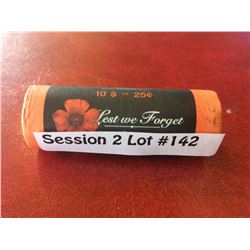 10 $ - 25¢
Lest we Forget
Session 2 Lot #142